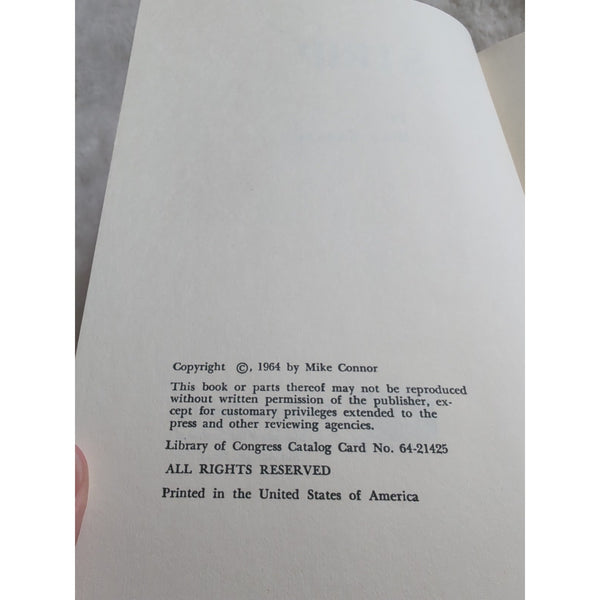 Copyright ©, 1964 by Mike Connor
This book or parts thereof may not be reproduced
without written permission of the publisher, ex-
cept for customary privileges extended to the
press and other reviewing agencies.
Library of Congress Catalog Card No. 64-21425
ALL RIGHTS RESERVED
Printed in the United States of America